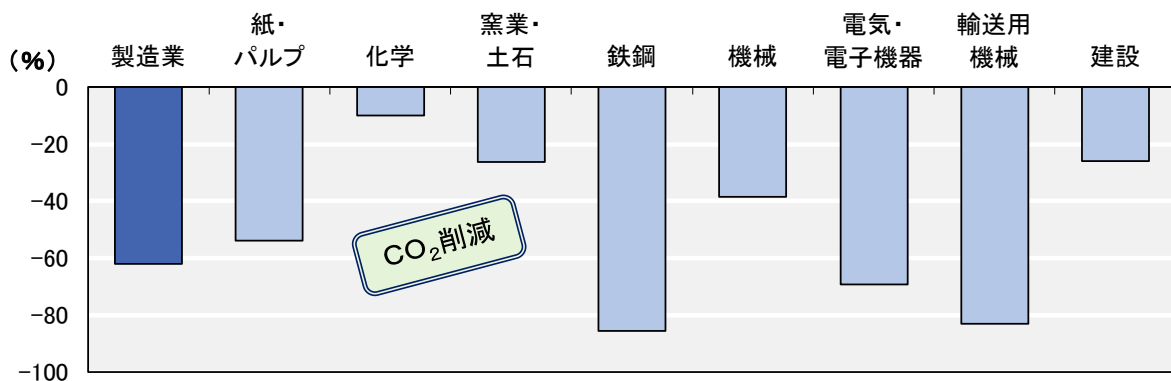 (%)
製造業
紙・
パルプ
化学
窯業・
土石
鉄鋼
機械
電気・
電子機器
輸送用
機械
建設
0
-20
-40
-60
-80
-100
CO₂削減